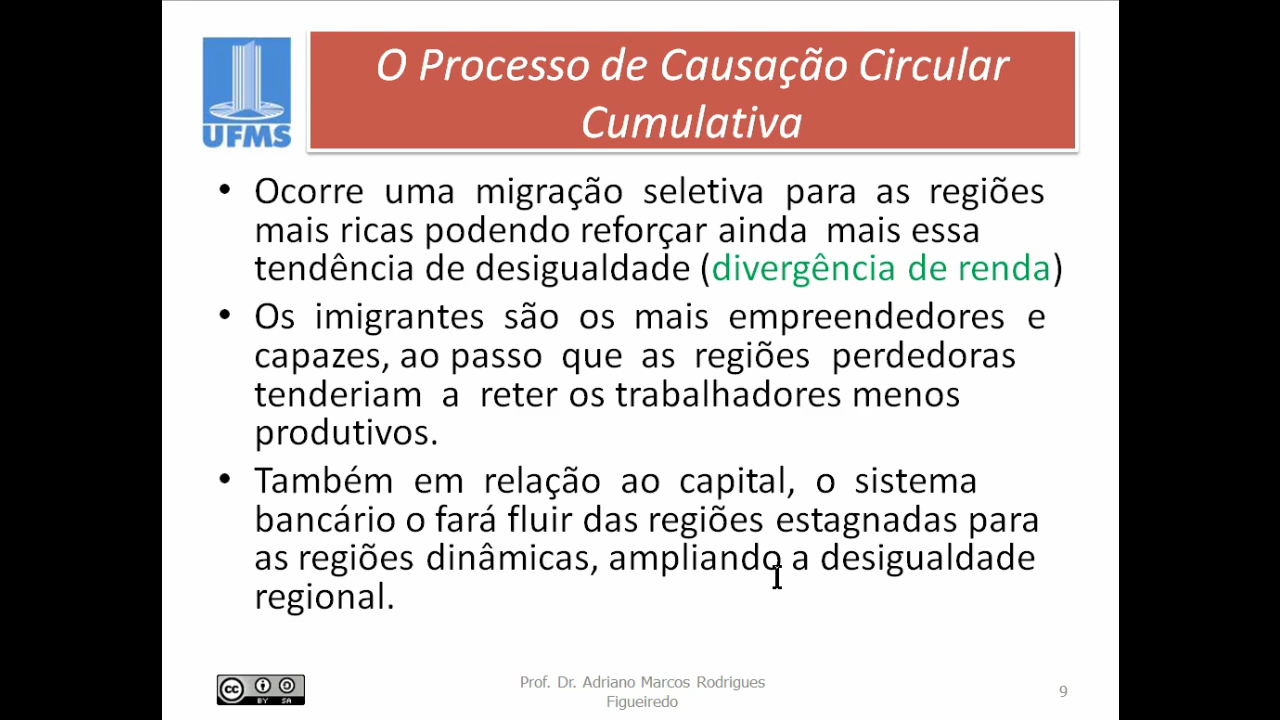 O Processo de Causação Circular
Cumulativa
UFMS
• Ocorre uma migração seletiva para as regiões
mais ricas podendo reforçar ainda mais essa
tendência de desigualdade (divergência de renda)
• Os imigrantes são os mais empreendedores e
capazes, ao passo que as regiões perdedoras
tenderiam a reter os trabalhadores menos
produtivos.
• Também em relação ao capital, o sistema
bancário o fará fluir das regiões estagnadas para
as regiões dinâmicas, ampliando a desigualdade
regional.
cc BY SA
Prof. Dr. Adriano Marcos Rodrigues
Figueiredo
9